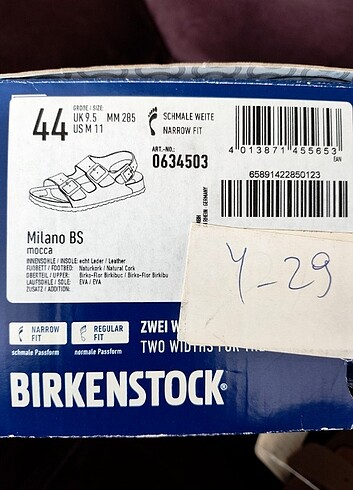 44
GRÖßE / SIZE:
UK 9.5 MM 285
US M 11
SCHMALE WEITE
NARROW FIT
ART.-NO.:
0634503
4 013871 455653
EAN
65891422850123
GERMANY
Milano BS
mocca
INNENSOHLE / INSOLE: echt Leder / Leather
FUßBETT / FOOTBED: Naturkork / Natural Cork
OBERTEIL / UPPER: Birko-Flor Birkibuc / Birko-Flor Birkibu
LAUFSOHLE / SOLE: EVA / EVA
ZUSATZ / ADDITION:
Y-29
NARROW FIT
schmale Passform
REGULAR FIT
normale Passform
ZWEI
TWO WIDTHS FOR
BIRKENSTOCK®